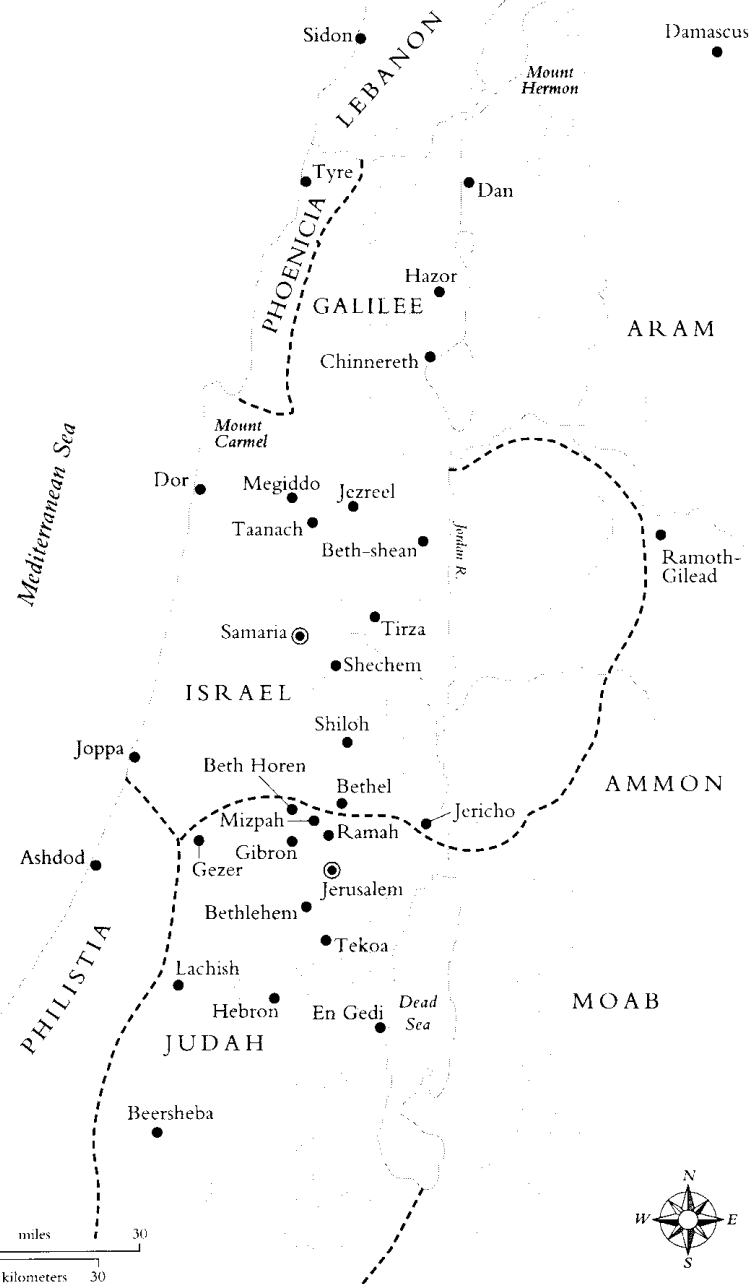 Sidon
LEBANON
Damascus
Mount
Hermon
Tyre
Dan
PHOENICIA
Hazor
GALILEE
ARAM
Chinnereth
Mount
Carmel
Mediterranean Sea
Dor
Megiddo
Jezreel
Taanach
Beth-shean
Jordan R.
Ramoth-
Gilead
Samaria
Tirza
Shechem
ISRAEL
Shiloh
Joppa
Beth Horen
Bethel
AMMON
Mizpah
Ramah
Jericho
Gibron
Gezer
Ashdod
Jerusalem
Bethlehem
Tekoa
PHILISTIA
Lachish
Hebron
En Gedi
Dead
Sea
MOAB
JUDAH
Beersheba
N
W
E
S
miles 30
kilometers 30